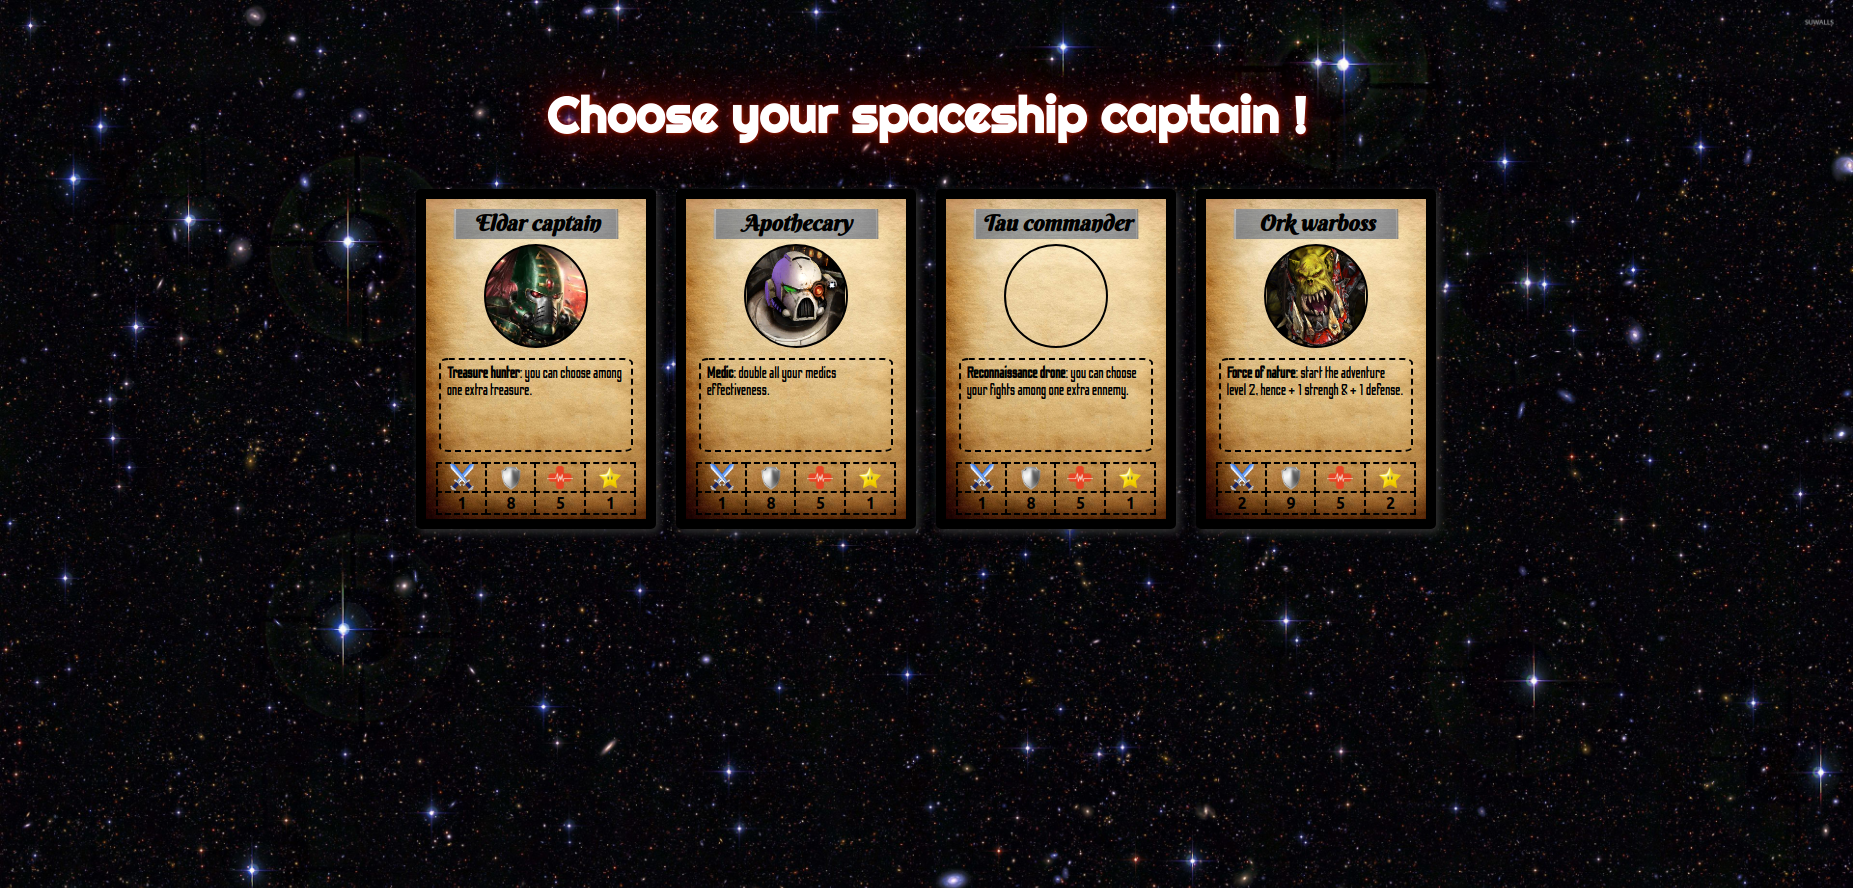 SUWALLS
Choose your spaceship captain !
Eldar captain
Treasure hunter: you can choose among
one extra treasure.
1 8 5 1
Apothecary
Medic: double all your medics
effectiveness.
1 8 5 1
Tau commander
Reconnaissance drone: you can choose
your fights among one extra ennemy.
1 8 5 1
Ork warboss
Force of nature: start the adventure
level 2, hence + 1 strengh & + 1 defense.
2 9 5 2